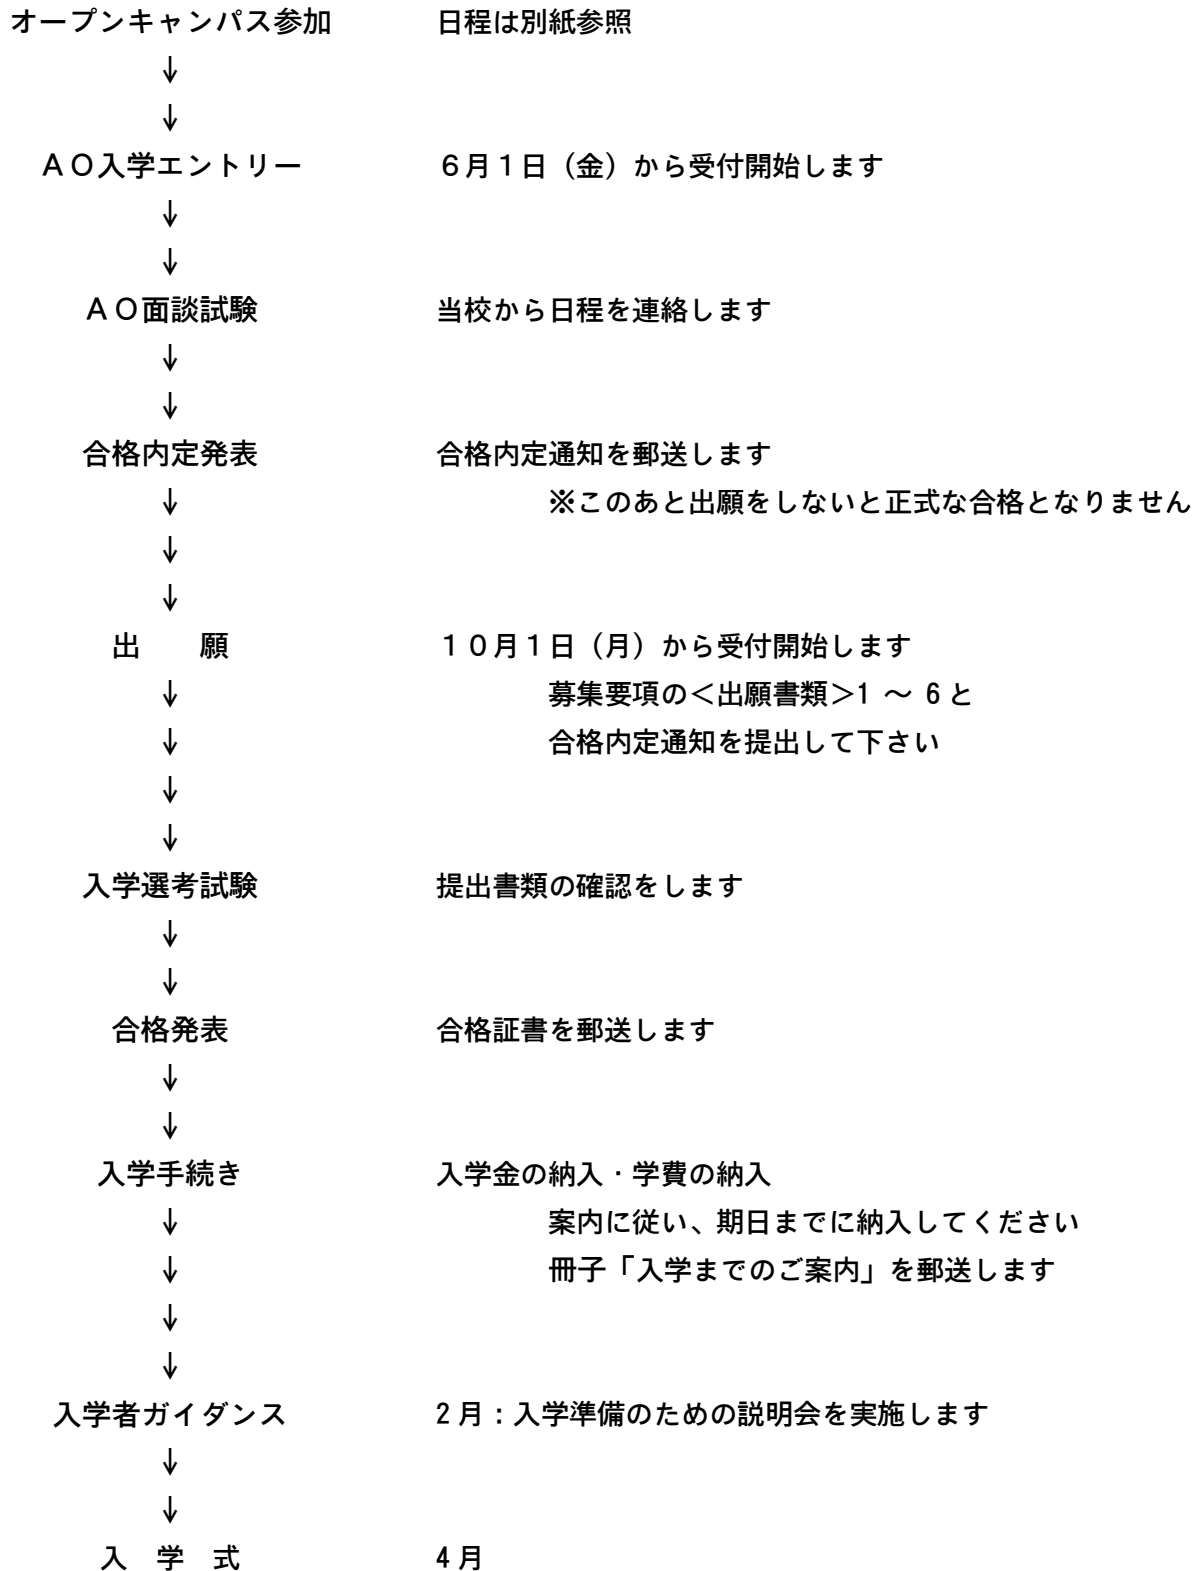 オープンキャンパス参加　　　日程は別紙参照
↓
↓
ＡＯ入学エントリー　　　６月１日（金）から受付開始します
↓
↓
ＡＯ面談試験　　　当校から日程を連絡します
↓
↓
合格内定発表　　　合格内定通知を郵送します
↓　　　※このあと出願をしないと正式な合格となりません
↓
↓
出　　願　　　１０月１日（月）から受付開始します
↓　　　募集要項の＜出願書類＞1 ～ 6 と
↓　　　合格内定通知を提出して下さい
↓
↓
入学選考試験　　　提出書類の確認をします
↓
↓
合格発表　　　合格証書を郵送します
↓
↓
入学手続き　　　入学金の納入・学費の納入
↓　　　案内に従い、期日までに納入してください
↓　　　冊子「入学までのご案内」を郵送します
↓
↓
入学者ガイダンス　　　2 月：入学準備のための説明会を実施します
↓
↓
入　学　式　　　4 月